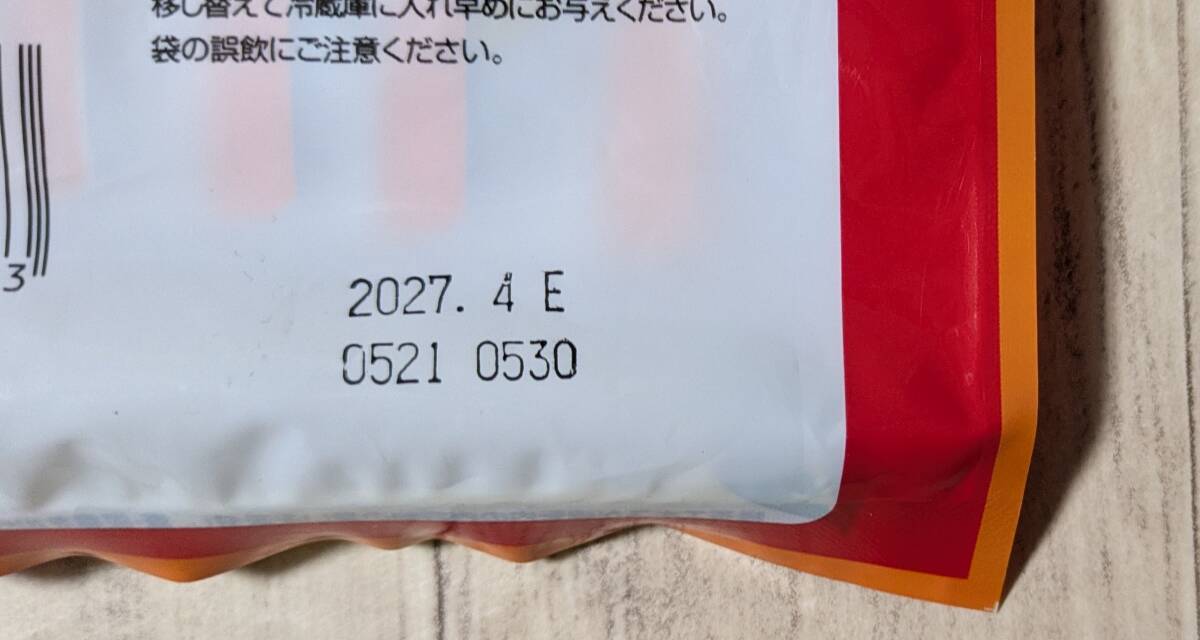 移し替えて冷蔵庫に入れ早めにお与えください。
袋の誤飲にご注意ください。
3
2027. 4 E
0521 0530